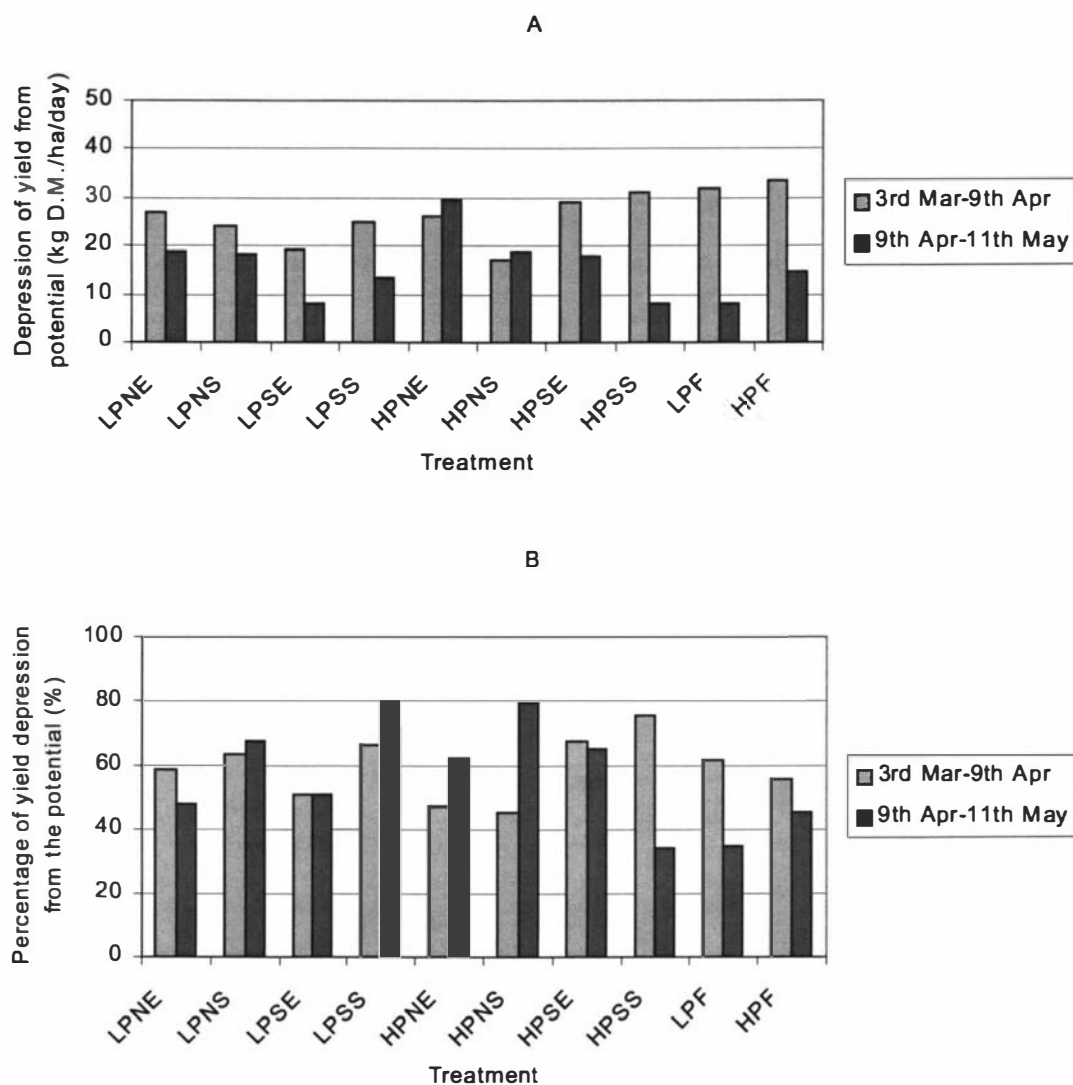 A
Depression of yield from
potential (kg D.M./ha/day)
50
40
30
20
10
0
LPNE
LPNS
LPSE
LPSS
HPNE
HPNS
HPSE
HPSS
LPF
HPF
Treatment
3rd Mar-9th Apr
9th Apr-11th May
B
Percentage of yield depression
from the potential (%)
100
80
60
40
20
0
LPNE
LPNS
LPSE
LPSS
HPNE
HPNS
HPSE
HPSS
LPF
HPF
Treatment
3rd Mar-9th Apr
9th Apr-11th May